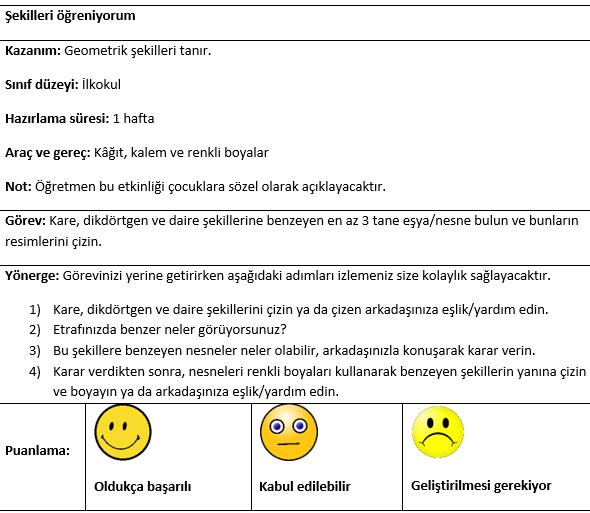 Şekilleri öğreniyorum
Kazanım: Geometrik şekilleri tanır.
Sınıf düzeyi: İlkokul
Hazırlama süresi: 1 hafta
Araç ve gereç: Kâğıt, kalem ve renkli boyalar
Not: Öğretmen bu etkinliği çocuklara sözel olarak açıklayacaktır.
Görev: Kare, dikdörtgen ve daire şekillerine benzeyen en az 3 tane eşya/nesne bulun ve bunların
resimlerini çizin.
Yönerge: Görevinizi yerine getirirken aşağıdaki adımları izlemeniz size kolaylık sağlayacaktır.
1) Kare, dikdörtgen ve daire şekillerini çizin ya da çizen arkadaşınıza eşlik/yardım edin.
2) Etrafınızda benzer neler görüyorsunuz?
3) Bu şekillere benzeyen nesneler neler olabilir, arkadaşınızla konuşarak karar verin.
4) Karar verdikten sonra, nesneleri renkli boyaları kullanarak benzeyen şekillerin yanına çizin
ve boyayın ya da arkadaşınıza eşlik/yardım edin.
Puanlama:
Oldukça başarılı
Kabul edilebilir
Geliştirilmesi gerekiyor